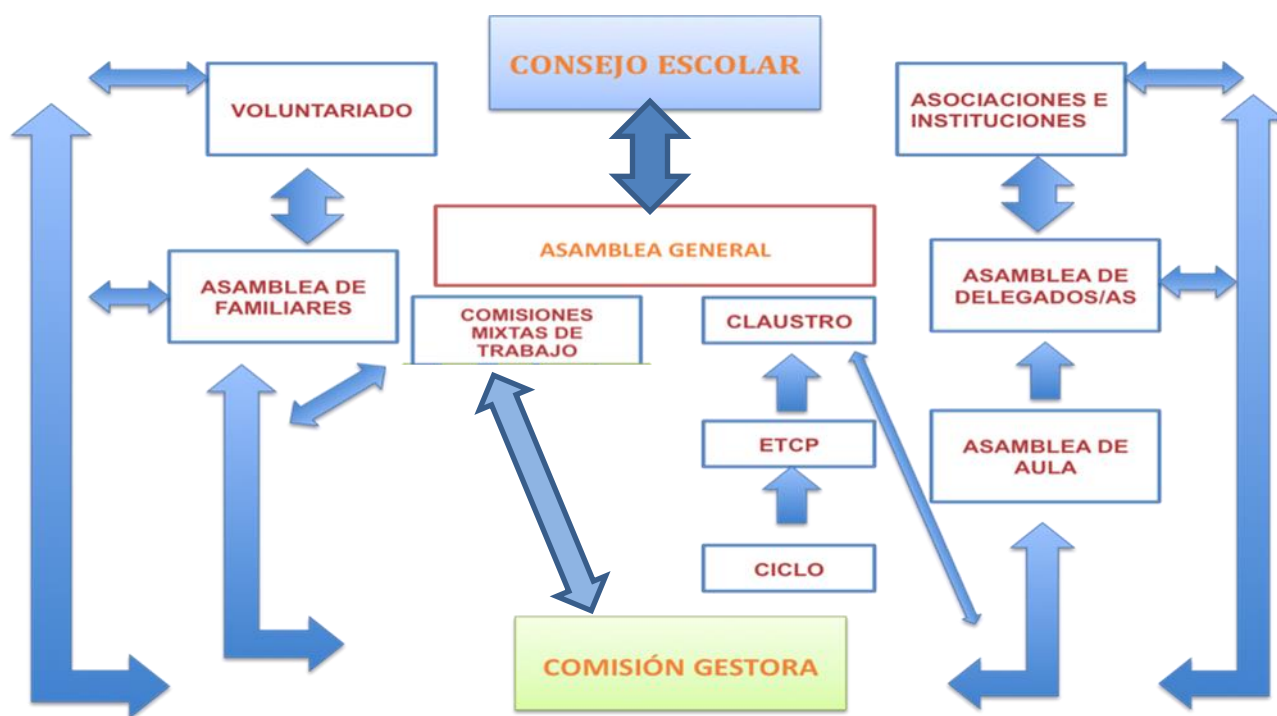 CONSEJO ESCOLAR
VOLUNTARIADO
ASOCIACIONES E
INSTITUCIONES
ASAMBLEA GENERAL
ASAMBLEA DE
FAMILIARES
COMISIONES
MIXTAS DE
TRABAJO
CLAUSTRO
ASAMBLEA DE
DELEGADOS/AS
ETCP
ASAMBLEA DE
AULA
CICLO
COMISIÓN GESTORA